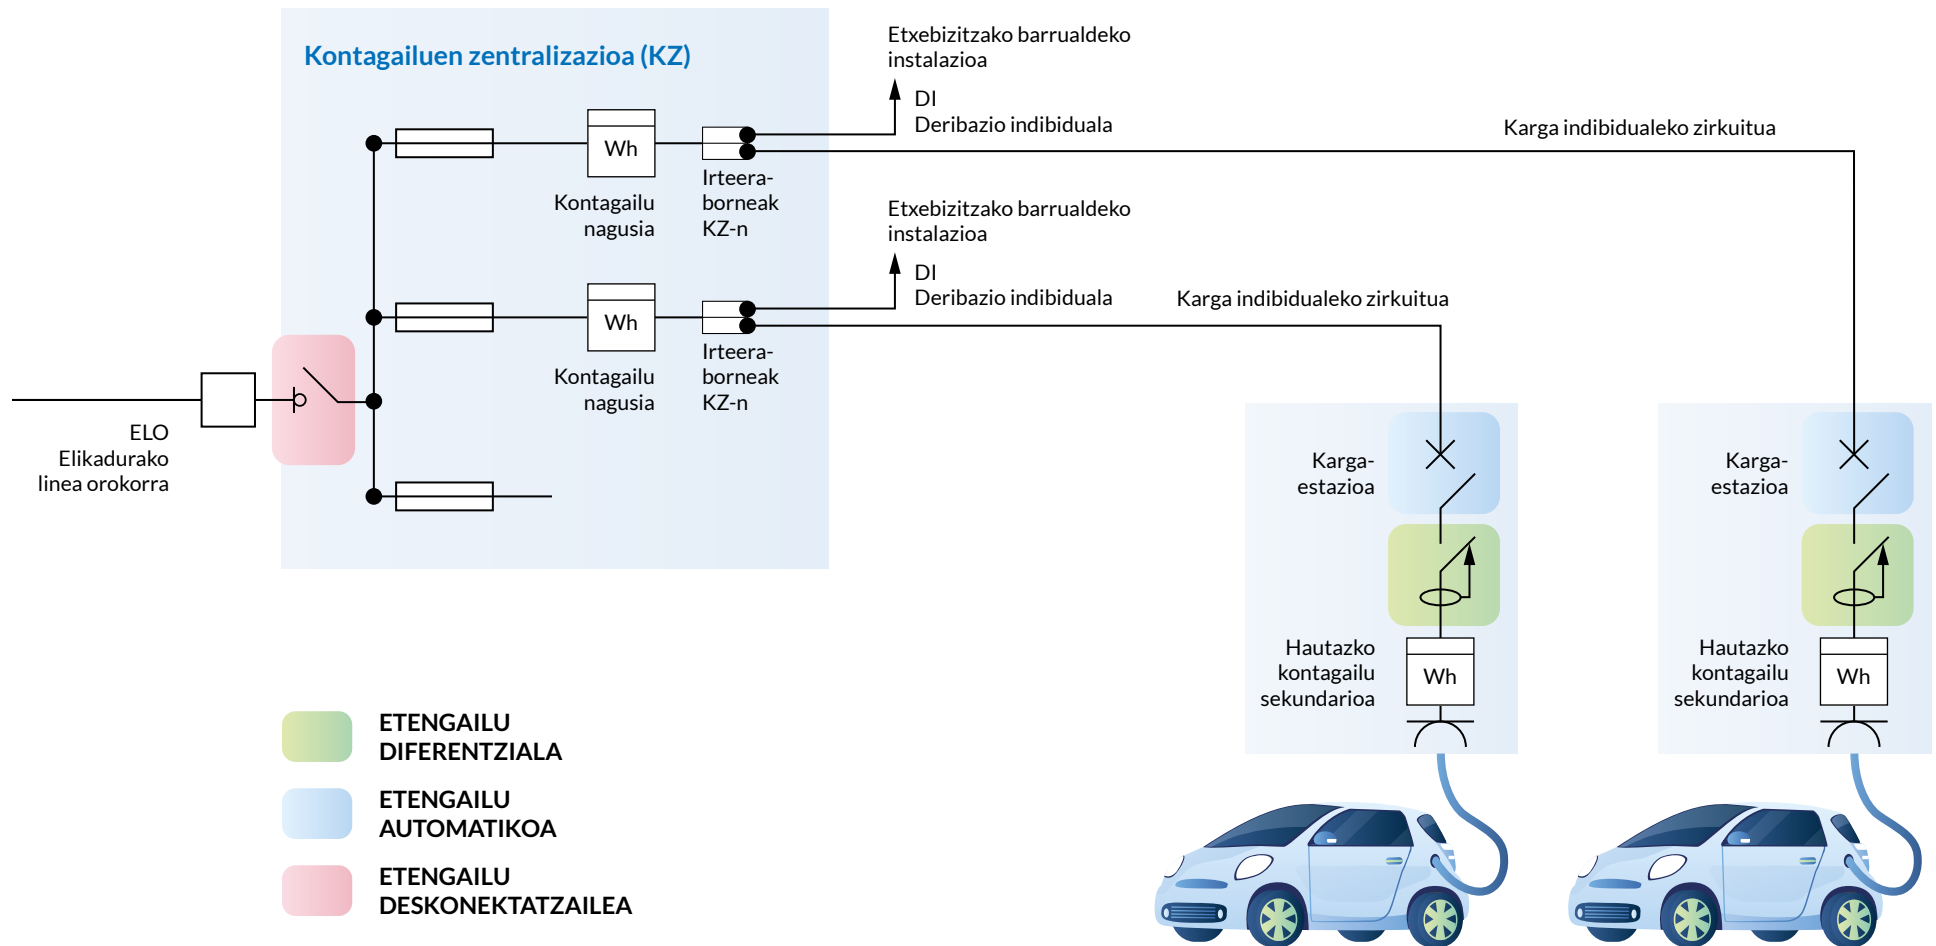 Kontagailuen zentralizazioa (KZ)
Etxebizitzako barrualdeko
instalazioa
DI
Deribazio indibiduala
Karga indibidualeko zirkuitua
Wh
Kontagailu
nagusia
Irteera-
borneak
KZ-n
Etxebizitzako barrualdeko
instalazioa
DI
Deribazio indibiduala
Karga indibidualeko zirkuitua
Wh
Kontagailu
nagusia
Irteera-
borneak
KZ-n
ELO
Elikadurako
linea orokorra
Karga-
estazioa
Hautazko
kontagailu
sekundarioa
Wh
Karga-
estazioa
Hautazko
kontagailu
sekundarioa
Wh
ETENGAILU
DIFERENTZIALA
ETENGAILU
AUTOMATIKOA
ETENGAILU
DESKONEKTATZAILEA